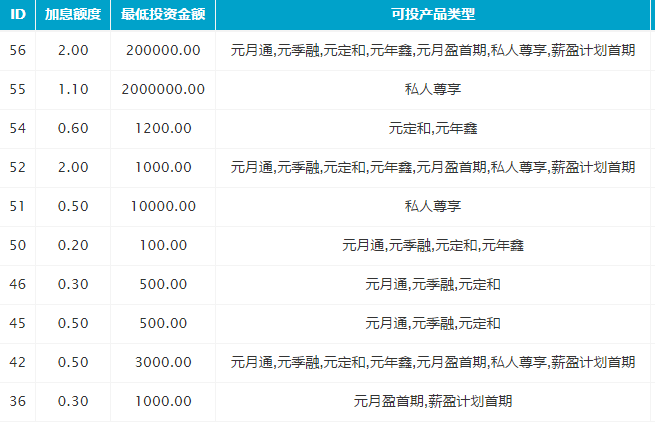 ID 加息额度 最低投资金额 可投产品类型
56 2.00 200000.00 元月通,元季融,元定和,元年鑫,元月盈首期,私人尊享,薪盈计划首期
55 1.10 2000000.00 私人尊享
54 0.60 1200.00 元定和,元年鑫
52 2.00 1000.00 元月通,元季融,元定和,元年鑫,元月盈首期,私人尊享,薪盈计划首期
51 0.50 10000.00 私人尊享
50 0.20 100.00 元月通,元季融,元定和,元年鑫
46 0.30 500.00 元月通,元季融,元定和
45 0.50 500.00 元月通,元季融,元定和
42 0.50 3000.00 元月通,元季融,元定和,元年鑫,元月盈首期,私人尊享,薪盈计划首期
36 0.30 1000.00 元月盈首期,薪盈计划首期